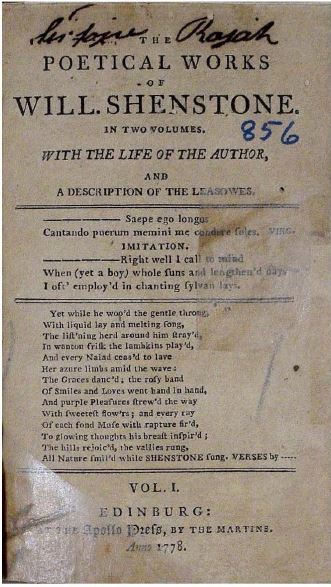 THE
Rajah
POETICAL WORKS
OF
WILL. SHENSTONE.
IN TWO VOLUMES.
856
WITH THE LIFE OF THE AUTHOR,
AND
A DESCRIPTION OF THE LEASOWES.
Saepe ego longos
Cantando puerum memini me condere soles. VIRG.
IMITATION.
Right well I call to mind
When (yet a boy) whole suns and lengthen'd days
I oft' employ'd in chanting sylvan lays.
Yet while he woo'd the gentle throng,
With liquid lay and melting song,
The list'ning herd around him stray'd,
In wanton frisk the lambkins play'd,
And every Naiad ceas'd to lave
Her azure limbs amid the wave:
The Graces danc'd; the rosy band
Of Smiles and Loves went hand in hand,
And purple Pleasures strew'd the way
With sweetest flow'rs; and every ray
Of each fond Muse with rapture fir'd,
To glowing thoughts his breast inspir'd;
The hills rejoic'd, the vallies rung,
All Nature smil'd while SHENSTONE sung. VERSES by -----
VOL. I.
EDINBURG:
AT THE Apollo Press, BY THE MARTINS.
Anno 1778.